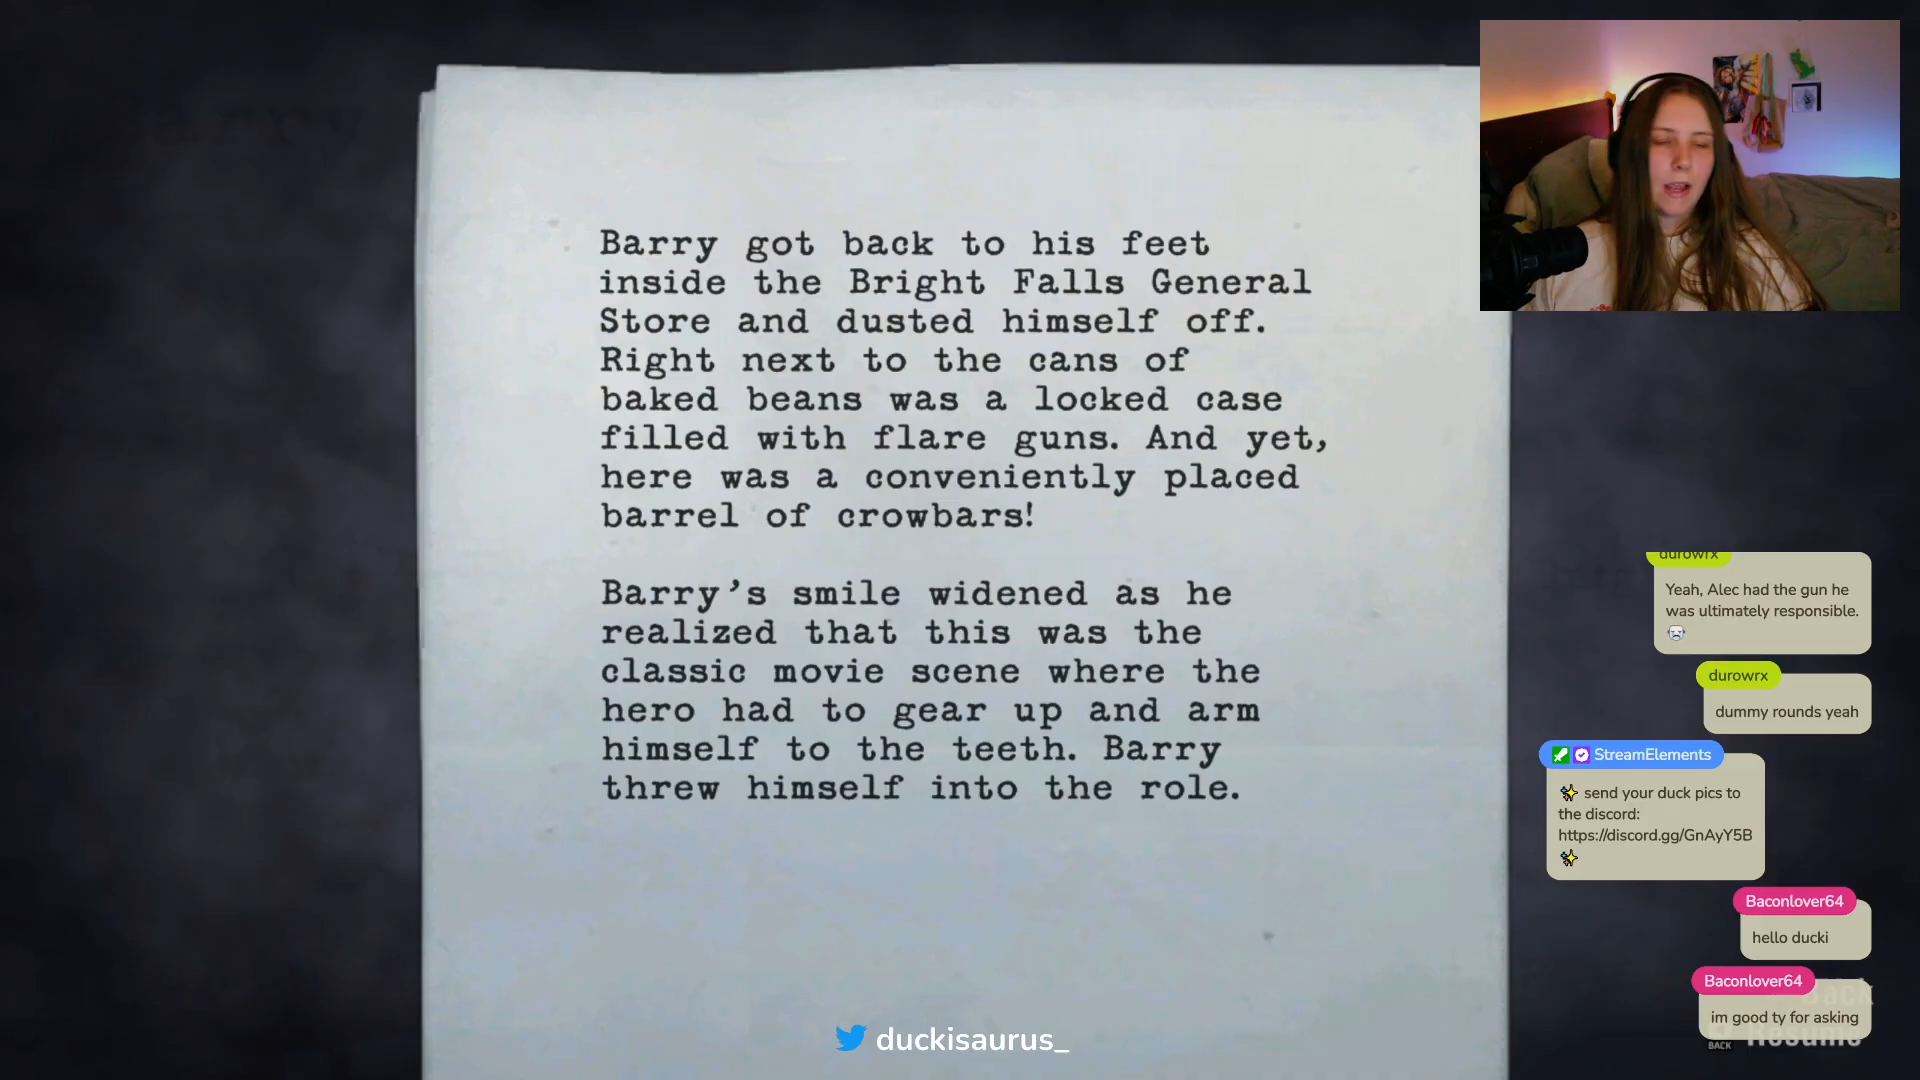 Barry got back to his feet
inside the Bright Falls General
Store and dusted himself off.
Right next to the cans of
baked beans was a locked case
filled with flare guns. And yet,
here was a conveniently placed
barrel of crowbars!
Barry's smile widened as he
realized that this was the
classic movie scene where the
hero had to gear up and arm
himself to the teeth. Barry
threw himself into the role.
durowrx
Yeah, Alec had the gun he
was ultimately responsible.
durowrx
dummy rounds yeah
StreamElements
✨ send your duck pics to
the discord:
https://discord.gg/GnAyY5B
✨
Baconlover64
hello ducki
Baconlover64
im good ty for asking
Back
BACK Resume
duckisaurus_